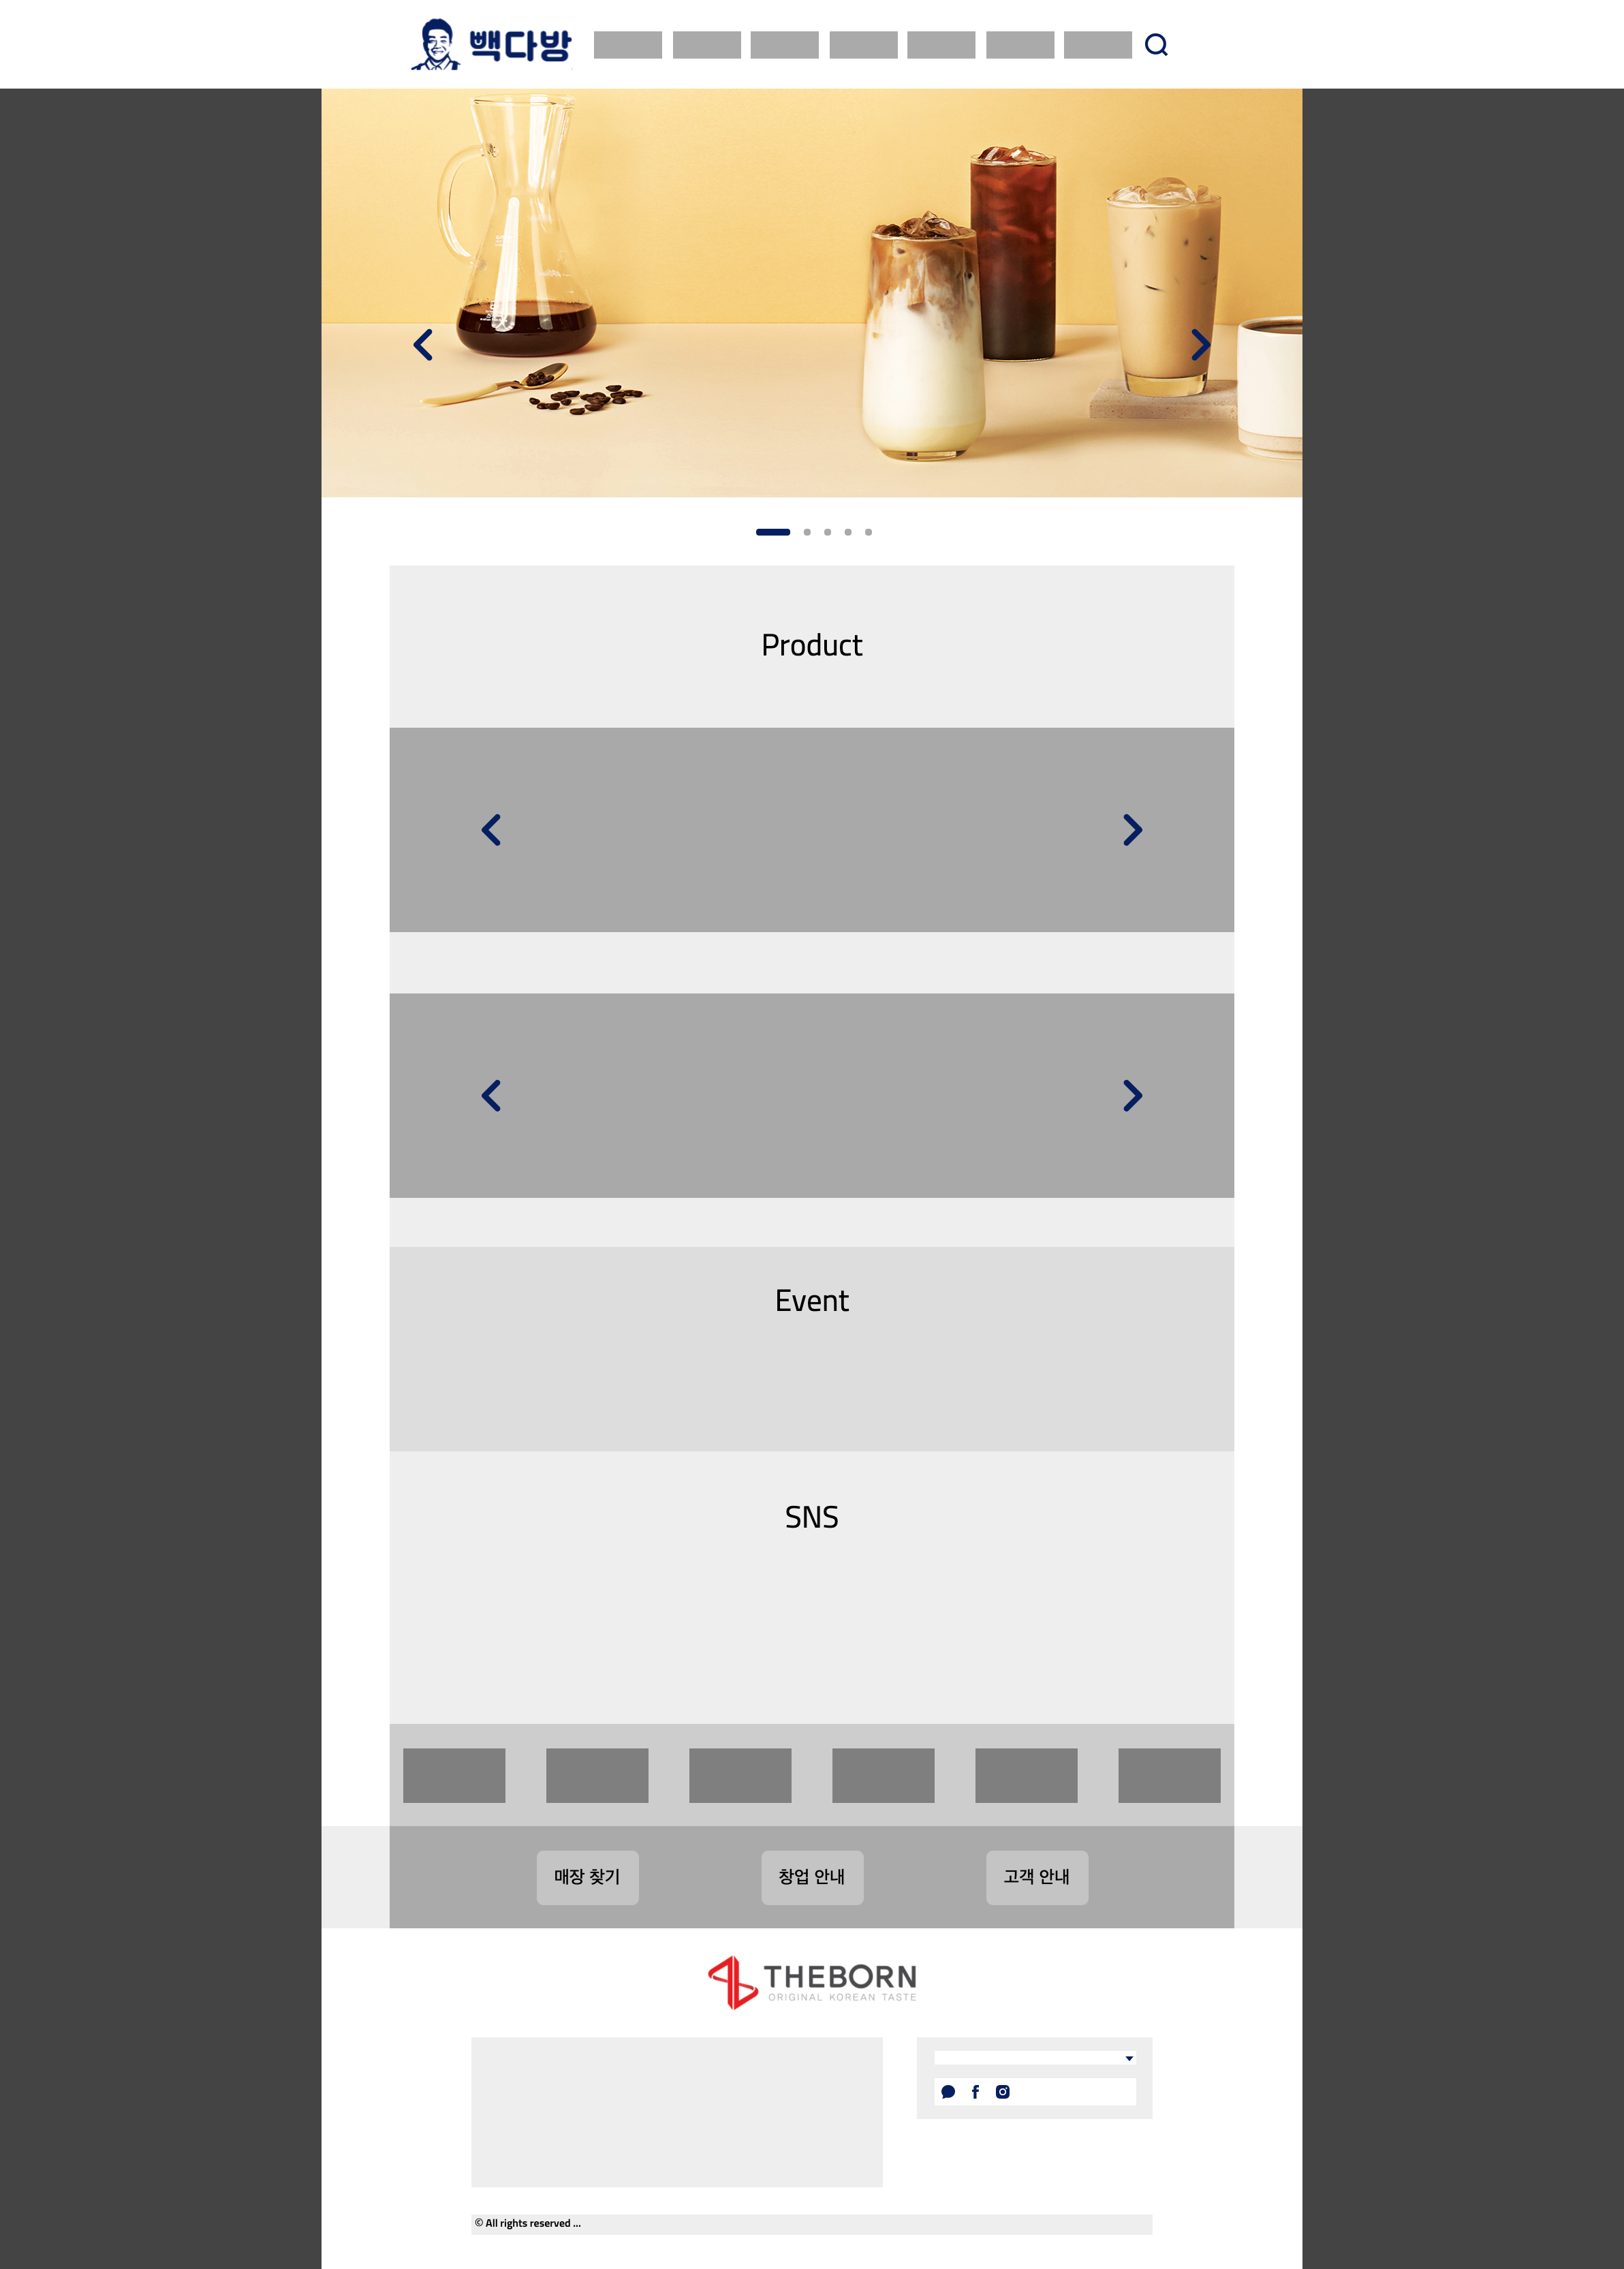 빽다방
Product
Event
SNS
매장 찾기
창업 안내
고객 안내
THEBORN
ORIGINAL KOREAN TASTE
© All rights reserved ...